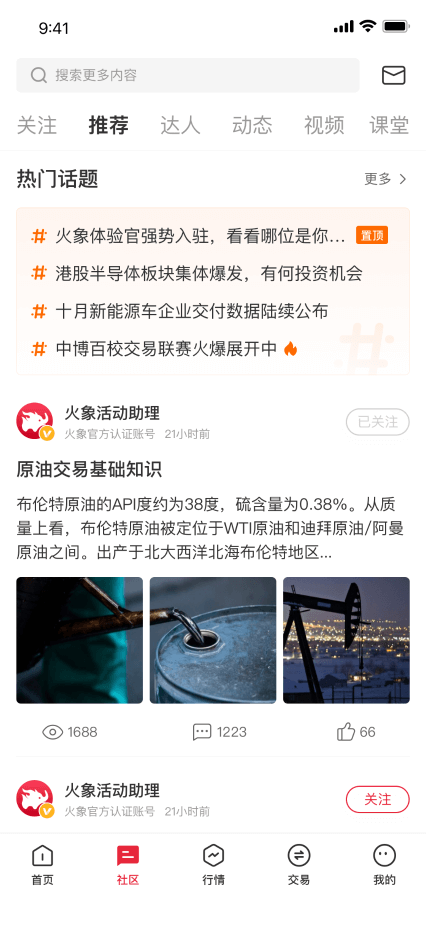 9:41
搜索更多内容
关注 推荐 达人 动态 视频 课堂
热门话题 更多
火象体验官强势入驻，看看哪位是你... 置顶
港股半导体板块集体爆发，有何投资机会
十月新能源车企业交付数据陆续公布
中博百校交易联赛火爆展开中
火象活动助理 已关注
火象官方认证账号 21小时前
原油交易基础知识
布伦特原油的API度约为38度，硫含量为0.38%。从质
量上看，布伦特原油被定位于WTI原油和迪拜原油/阿曼
原油之间。出产于北大西洋北海布伦特地区...
1688 1223 66
火象活动助理 关注
火象官方认证账号 21小时前
首页 社区 行情 交易 我的